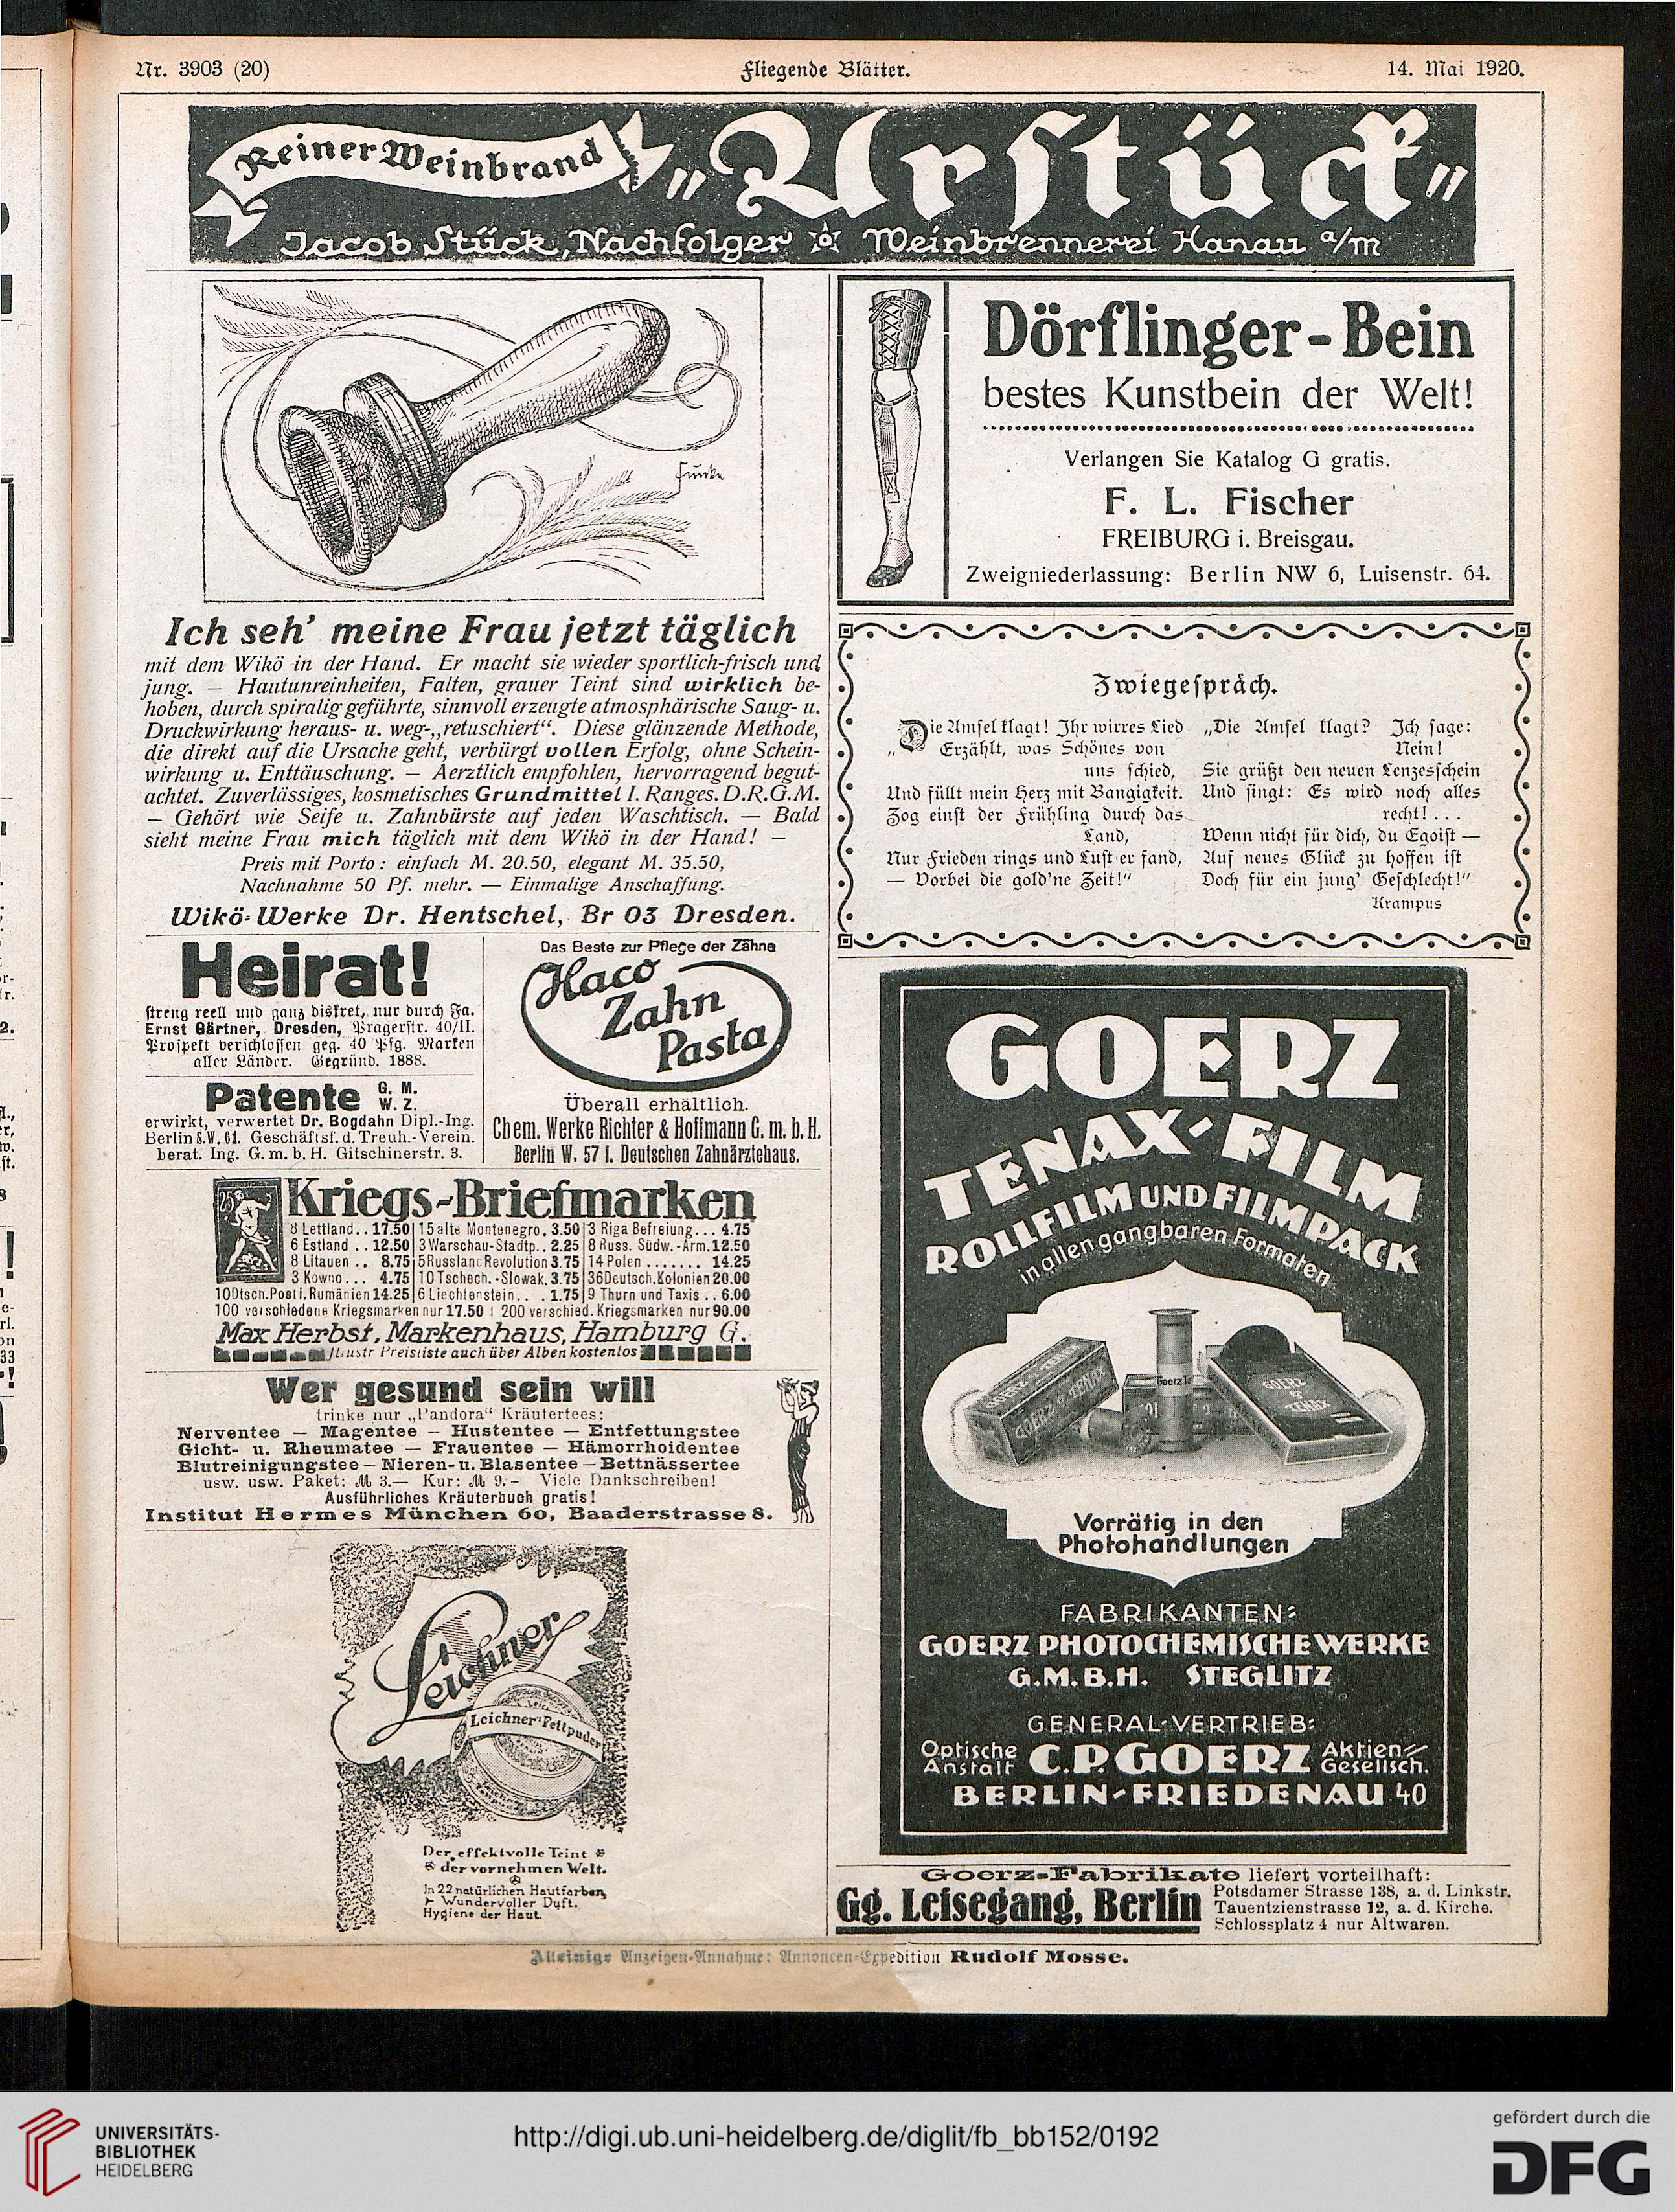 Nr. 3903 (20)
Fliegende Blätter.
14. Mai 1920.
Reiner Weinbrand
„Urstück"
Jacob Stück, Nachfolger Weinbrennerei Hanau a/m
Funke
Ich seh' meine Frau jetzt täglich
mit dem Wikö in der Hand. Er macht sie wieder sportlich-frisch und
jung. — Hautunreinheiten, Falten, grauer Teint sind wirklich be-
hoben, durch spiralig geführte, sinnvoll erzeugte atmosphärische Saug- u.
Druckwirkung heraus- u. weg-„retuschiert“. Diese glänzende Methode,
die direkt auf die Ursache geht, verbürgt vollen Erfolg, ohne Schein-
wirkung u. Enttäuschung. — Aerztlich empfohlen, hervorragend begut-
achtet. Zuverlässiges, kosmetisches Grundmittel I. Ranges. D.R.G.M.
— Gehört wie Seife u. Zahnbürste auf jeden Waschtisch. — Bald
sieht meine Frau mich täglich mit dem Wikö in der Hand! —
Preis mit Porto: einfach M. 20.50, elegant M. 35.50,
Nachnahme 50 Pf. mehr. — Einmalige Anschaffung.
Wikö-Werke Dr. Hentschel, Br 03 Dresden.
Heirat!
streng reell und ganz diskret, nur durch Fa.
Ernst Gärtner, Dresden, Pragerstr. 40/II.
Prospekt verschlossen geg. 40 Pfg. Marken
aller Länder. Gegründ. 1888.
Patente G. M.
W. Z.
erwirkt, verwertet Dr. Bogdahn Dipl.-Ing.
Berlin S.W. 61. Geschäftsf. d. Treuh.-Verein.
berat. Ing. G. m. b. H. Gitschinerstr. 3.
Das Beste zur Pflege der Zähne
Haco
Zahn
Pasta
Überall erhältlich.
Chem. Werke Richter & Hoffmann G. m. b. H.
Berlin W. 57 i. Deutschen Zahnärztehaus.
25
Kriegs-Briefmarken
8 Lettland.. 17.50 | 15 alte Montenegro. 3.50 | 3 Riga Befreiung... 4.75
6 Estland .. 12.50 | 3 Warschau-Stadtp.. 2.25 | 8 Russ. Südw.-Arm. 12.50
8 Litauen .. 8.75 | 5 Russland Revolution 3.75 | 14 Polen ....... 14.25
3 Kowno... 4.75 | 10 Tschech.-Slowak. 3.75 | 36 Deutsch. Kolonien 20.00
10 Dtsch. Post i. Rumänien 14.25 | 6 Liechtenstein.. . 1.75 | 9 Thurn und Taxis .. 6.00
100 verschiedene Kriegsmarken nur 17.50 | 200 verschied. Kriegsmarken nur 90.00
Max Herbst, Markenhaus, Hamburg G.
Illustr Preisliste auch über Alben kostenlos
Wer gesund sein will
trinke nur „Pandora“ Kräutertees:
Nerventee — Magentee — Hustentee — Entfettungstee
Gicht- u. Rheumatee — Frauentee — Hämorrhoidentee
Blutreinigungstee — Nieren- u. Blasentee — Bettnässertee
usw. usw. Paket: ℳ 3.— Kur: ℳ 9.— Viele Dankschreiben!
Ausführliches Kräuterbuch gratis!
Institut Hermes München 60, Baaderstrasse 8.
Leichner
Leichner-Fettpuder
Der effektvolle Teint
der vornehmen Welt.
In 22 natürlichen Hautfarben
Wundervoller Duft.
Hygiene der Haut
Dörflinger-Bein
bestes Kunstbein der Welt!
Verlangen Sie Katalog G gratis.
F. L. Fischer
FREIBURG i. Breisgau.
Zweigniederlassung: Berlin NW 6, Luisenstr. 64.
Zwiegespräch.
„Die Amsel klagt! Ihr wirres Lied
Erzählt, was Schönes von
uns schied,
Und füllt mein Herz mit Bangigkeit.
Zog einst der Frühling durch das
Land,
Nur Frieden rings und Lust er fand,
— Vorbei die gold'ne Zeit!"
„Die Amsel klagt? Ich sage:
Nein!
Sie grüßt den neuen Lenzesschein
Und singt: Es wird noch alles
recht! . . .
Wenn nicht für dich, du Egoist —
Auf neues Glück zu hoffen ist
Doch für ein jung' Geschlecht!"
Krampus
GOERZ
TENAX-FILM
ROLLFILM UND FILMPACK
in allen gangbaren Formaten
GOERZ TENAX
GOERZ TENAX
Goerz
GOERZ
TENAX
Vorrätig in den
Photohandlungen
FABRIKANTEN:
GOERZ PHOTOCHEMISCHE WERKE
G.M.B.H. STEGLITZ
GENERAL-VERTRIEB:
Optische Anstalt C.P. GOERZ Aktien-Gesellsch.
BERLIN-FRIEDENAU 40
Goerz-Fabrikate liefert vorteilhaft:
Gg. Leisegang, Berlin
Potsdamer Strasse 138, a. d. Linkstr.
Tauentzienstrasse 12, a. d. Kirche.
Schlossplatz 4 nur Altwaren.
Alleinige Anzeigen-Annahme: Annoncen-Expedition Rudolf Mosse.
UNIVERSITÄTS-
BIBLIOTHEK
HEIDELBERG
http://digi.ub.uni-heidelberg.de/diglit/fb_bb152/0192
gefördert durch die
DFG